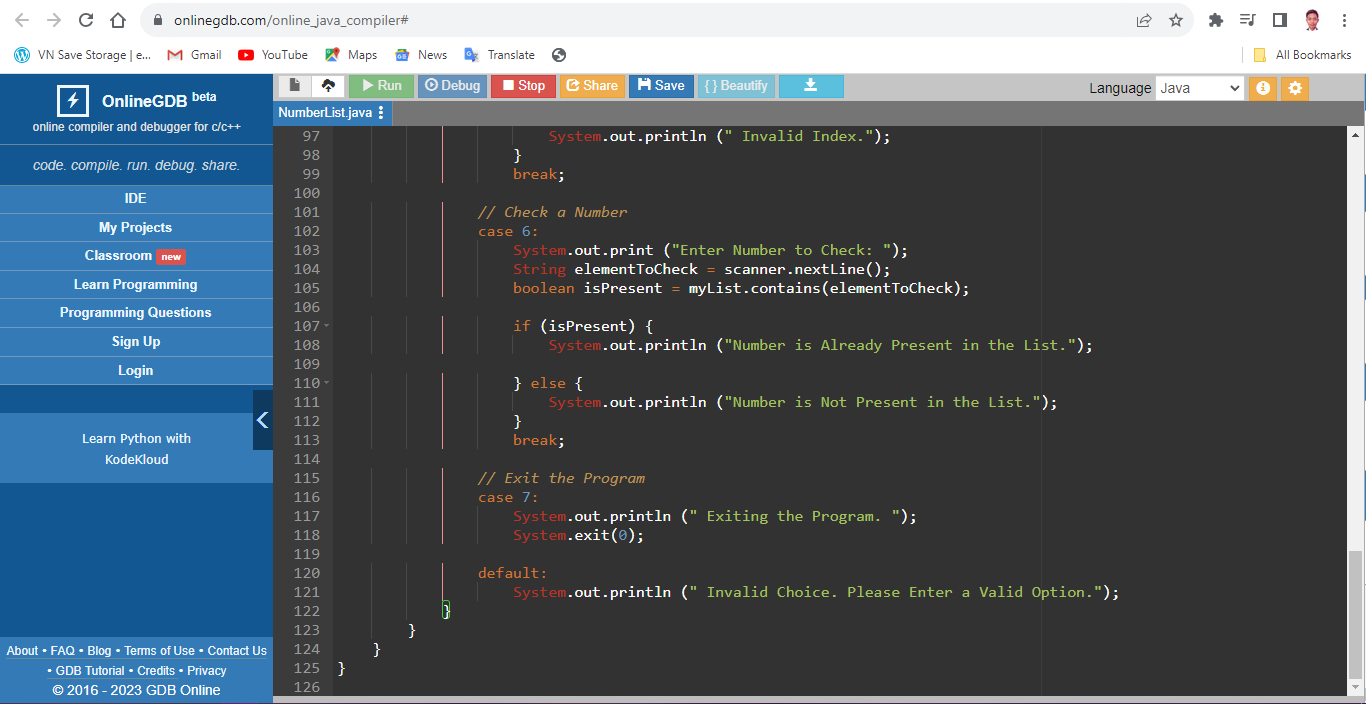 onlinegdb.com/online_java_compiler#
VN Save Storage | e... Gmail YouTube Maps News Translate All Bookmarks
OnlineGDB beta
online compiler and debugger for c/c++
code. compile. run. debug. share.
IDE
My Projects
Classroom new
Learn Programming
Programming Questions
Sign Up
Login
Learn Python with
KodeKloud
About • FAQ • Blog • Terms of Use • Contact Us
• GDB Tutorial • Credits • Privacy
© 2016 - 2023 GDB Online
Run Debug Stop Share Save { } Beautify Language Java
NumberList.java
97 System.out.println (" Invalid Index.");
98 }
99 break;
100
101 // Check a Number
102 case 6:
103 System.out.print ("Enter Number to Check: ");
104 String elementToCheck = scanner.nextLine();
105 boolean isPresent = myList.contains(elementToCheck);
106
107 if (isPresent) {
108 System.out.println ("Number is Already Present in the List.");
109
110 } else {
111 System.out.println ("Number is Not Present in the List.");
112 }
113 break;
114
115 // Exit the Program
116 case 7:
117 System.out.println (" Exiting the Program. ");
118 System.exit(0);
119
120 default:
121 System.out.println (" Invalid Choice. Please Enter a Valid Option.");
122 }
123 }
124 }
125 }
126